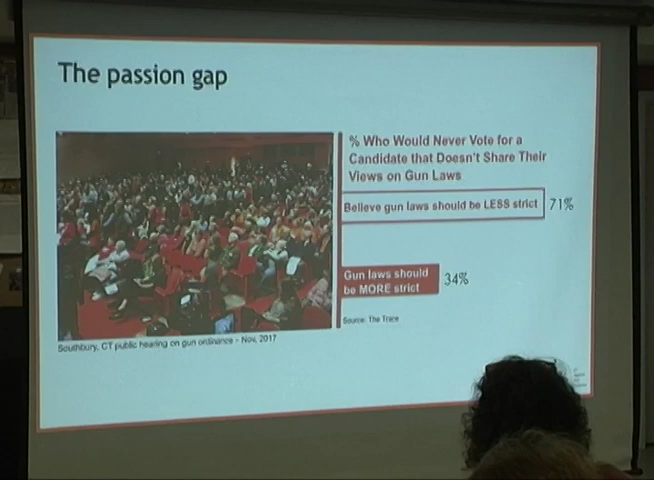 The passion gap
% Who Would Never Vote for a
Candidate that Doesn't Share Their
Views on Gun Laws
Believe gun laws should be LESS strict 71%
Gun laws should
be MORE strict 34%
Source: The Trace
Southbury, CT public hearing on gun ordinance - Nov, 2017